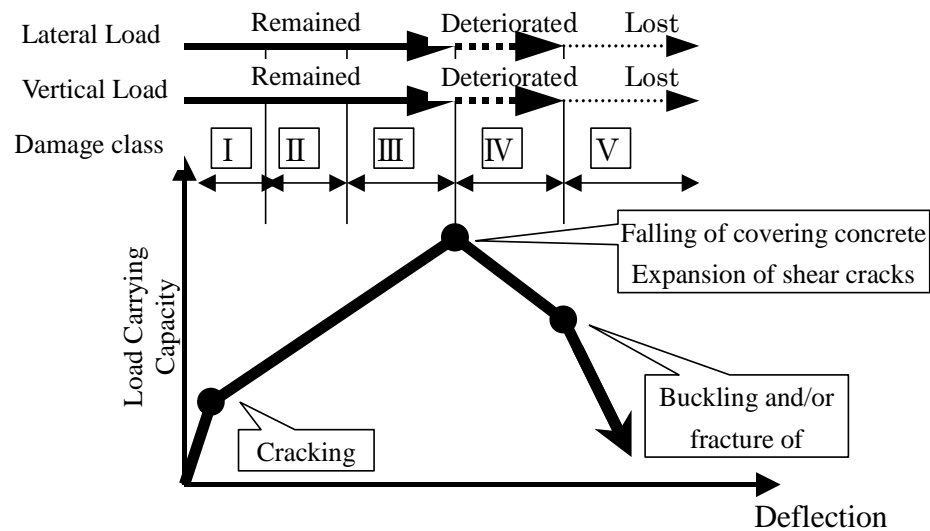 Lateral Load Remained Deteriorated Lost
Vertical Load Remained Deteriorated Lost
Damage class Ⅰ Ⅱ Ⅲ Ⅳ Ⅴ
Load Carrying
Capacity
Falling of covering concrete
Expansion of shear cracks
Buckling and/or
fracture of
Cracking
Deflection